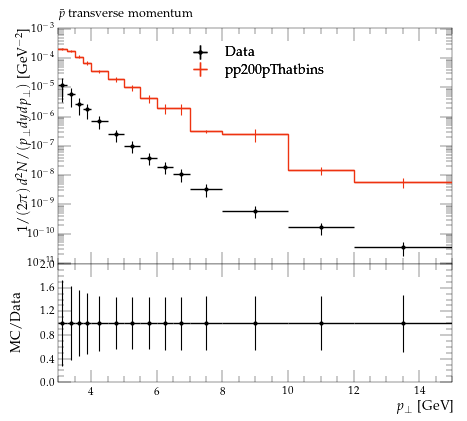 p̄ transverse momentum
1/(2π) d²N/(p⊥dydp⊥) [GeV⁻²]
10⁻³
10⁻⁴
10⁻⁵
10⁻⁶
10⁻⁷
10⁻⁸
10⁻⁹
10⁻¹⁰
10⁻¹¹
Data
pp200pThatbins
MC/Data
2.0
1.6
1.2
0.8
0.4
0.0
4 6 8 10 12 14
p⊥ [GeV]